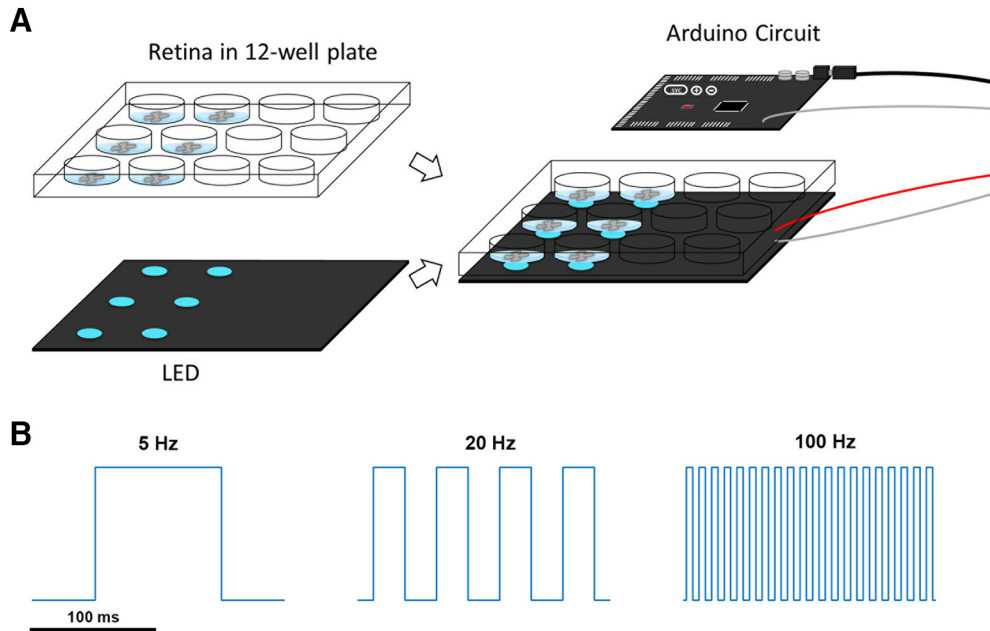 A
Retina in 12-well plate
Arduino Circuit
LED
B
5 Hz
20 Hz
100 Hz
100 ms